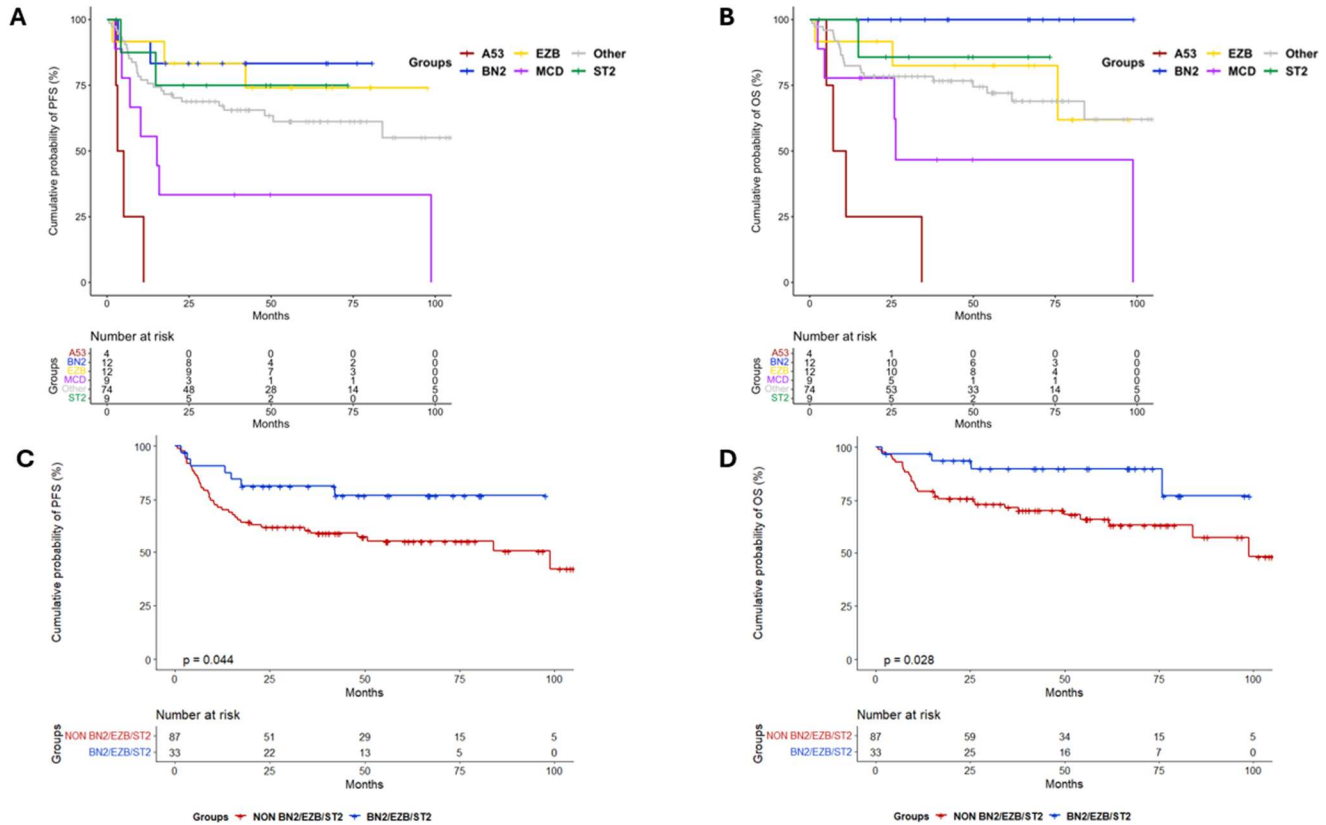 A
Cumulative probability of PFS (%)
100
75
50
25
0
Groups
A53 EZB Other
BN2 MCD ST2
0 25 50 75 100
Months
Number at risk
Groups
A53 4 0 0 0 0
BN2 12 8 4 2 0
EZB 12 9 7 3 0
MCD 9 3 1 1 0
Other 74 48 28 14 5
ST2 9 5 2 0 0
0 25 50 75 100
Months
B
Cumulative probability of OS (%)
100
75
50
25
0
Groups
A53 EZB Other
BN2 MCD ST2
0 25 50 75 100
Months
Number at risk
Groups
A53 4 1 0 0 0
BN2 12 10 6 3 0
EZB 12 10 8 4 0
MCD 9 5 1 1 0
Other 74 53 33 14 5
ST2 9 5 2 0 0
0 25 50 75 100
Months
C
Cumulative probability of PFS (%)
100
75
50
25
0
p = 0.044
0 25 50 75 100
Months
Number at risk
Groups
NON BN2/EZB/ST2 87 51 29 15 5
BN2/EZB/ST2 33 22 13 5 0
0 25 50 75 100
Months
Groups NON BN2/EZB/ST2 BN2/EZB/ST2
D
Cumulative probability of OS (%)
100
75
50
25
0
p = 0.028
0 25 50 75 100
Months
Number at risk
Groups
NON BN2/EZB/ST2 87 59 34 15 5
BN2/EZB/ST2 33 25 16 7 0
0 25 50 75 100
Months
Groups NON BN2/EZB/ST2 BN2/EZB/ST2